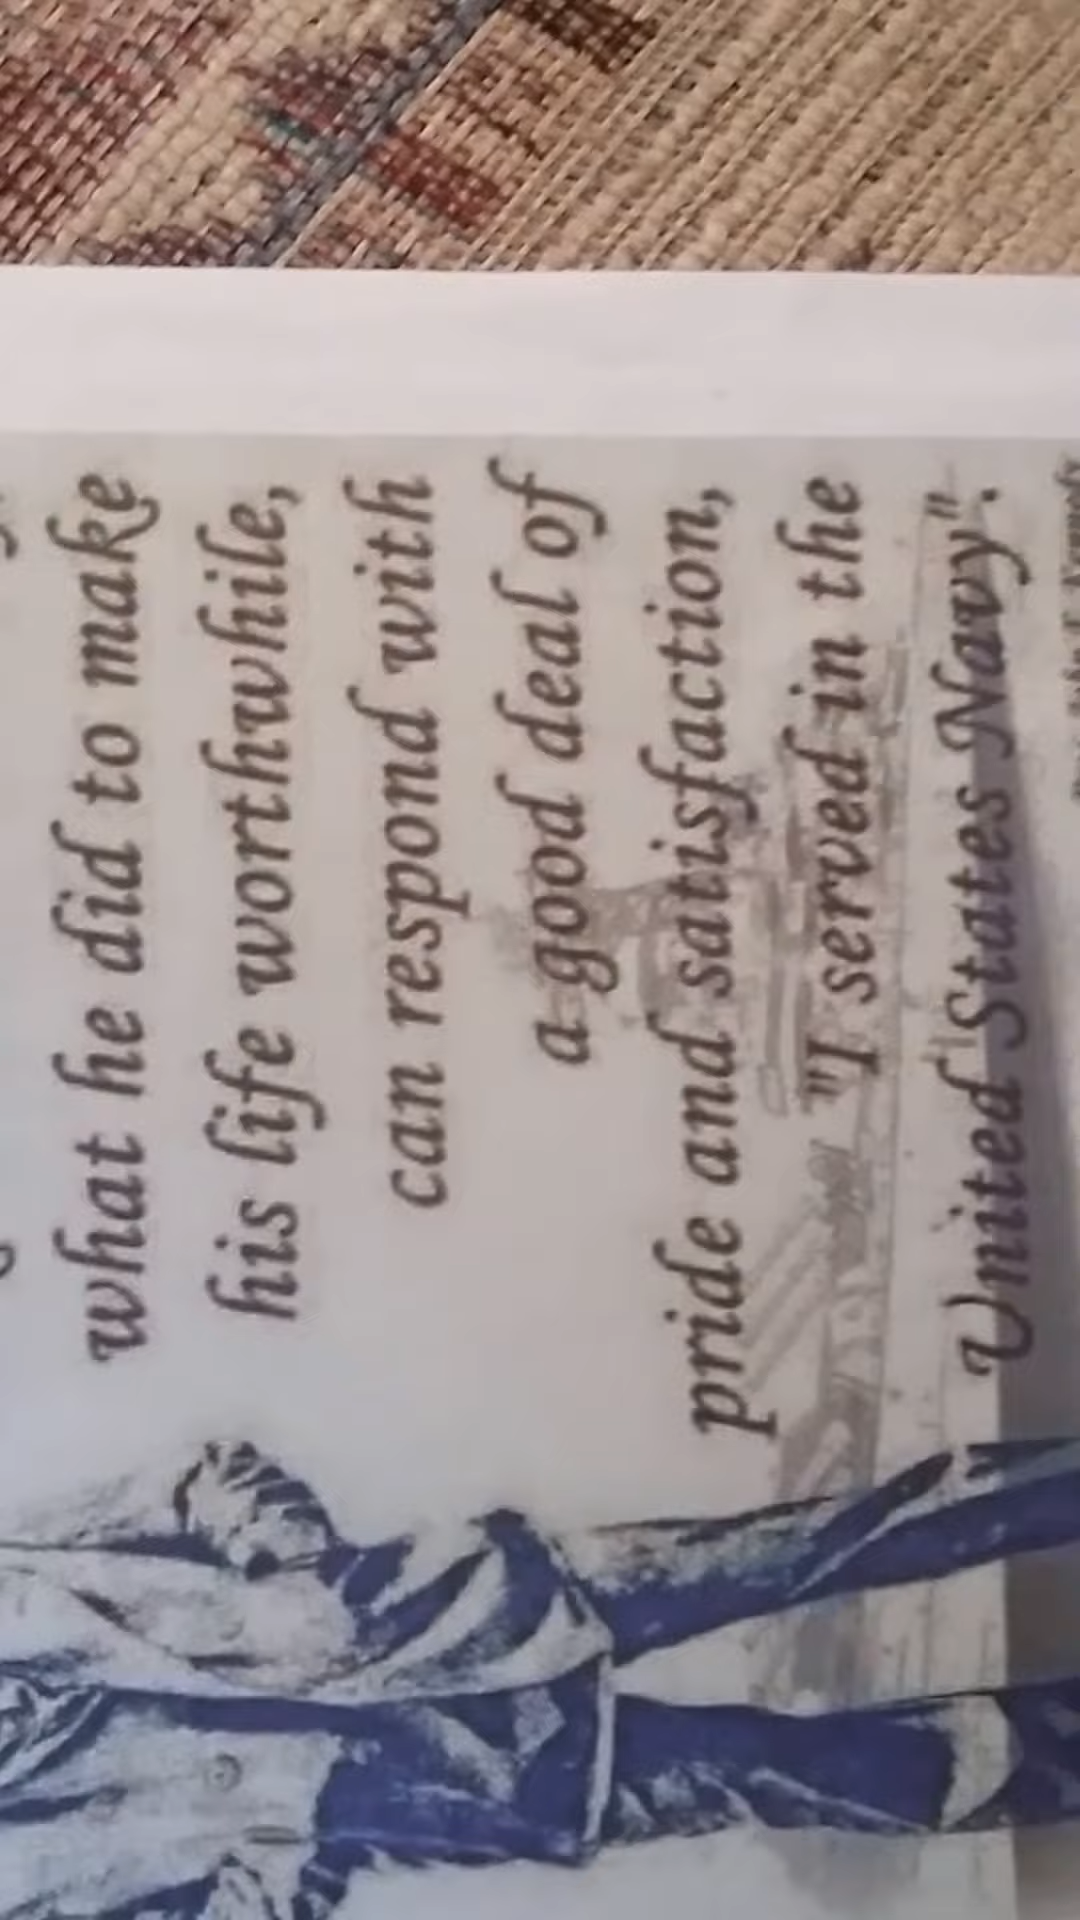 what he did to make
his life worthwhile,
can respond with
a good deal of
pride and satisfaction,
"I served in the
United States Navy".